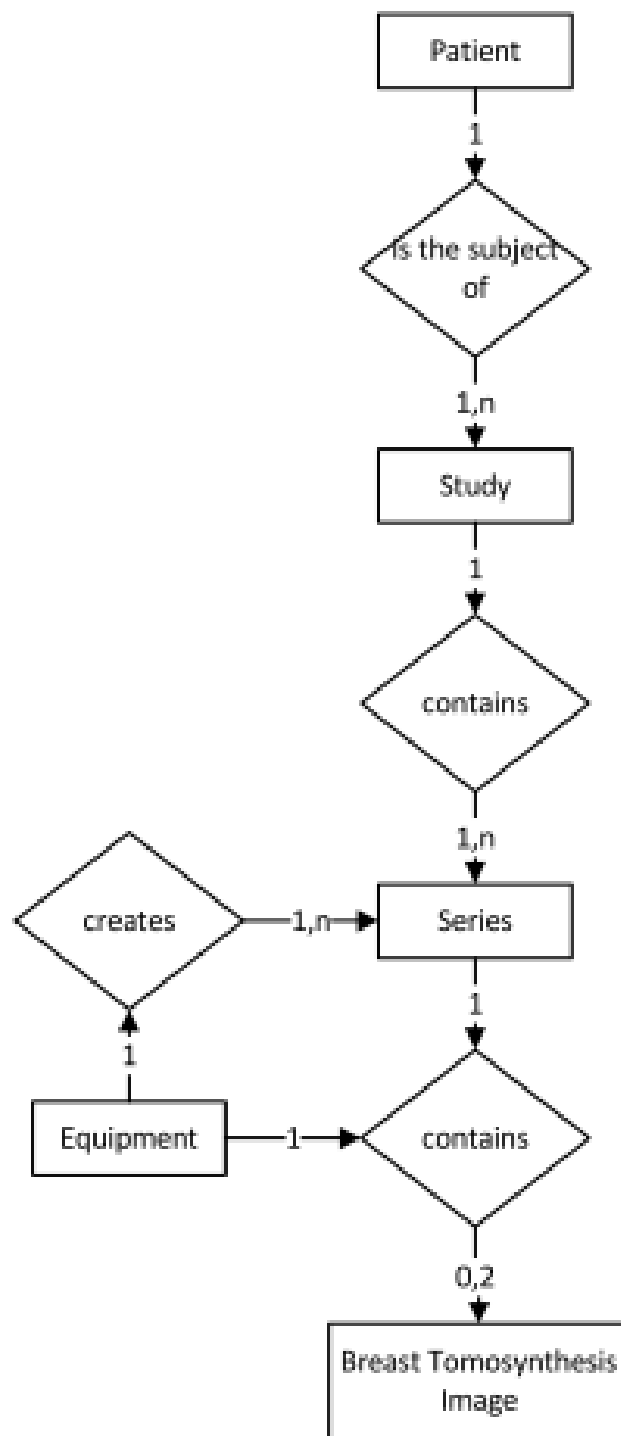 Patient
1
is the subject
of
1,n
Study
1
contains
1,n
creates
1,n
Series
1
1
Equipment
1
contains
0,2
Breast Tomosynthesis
Image